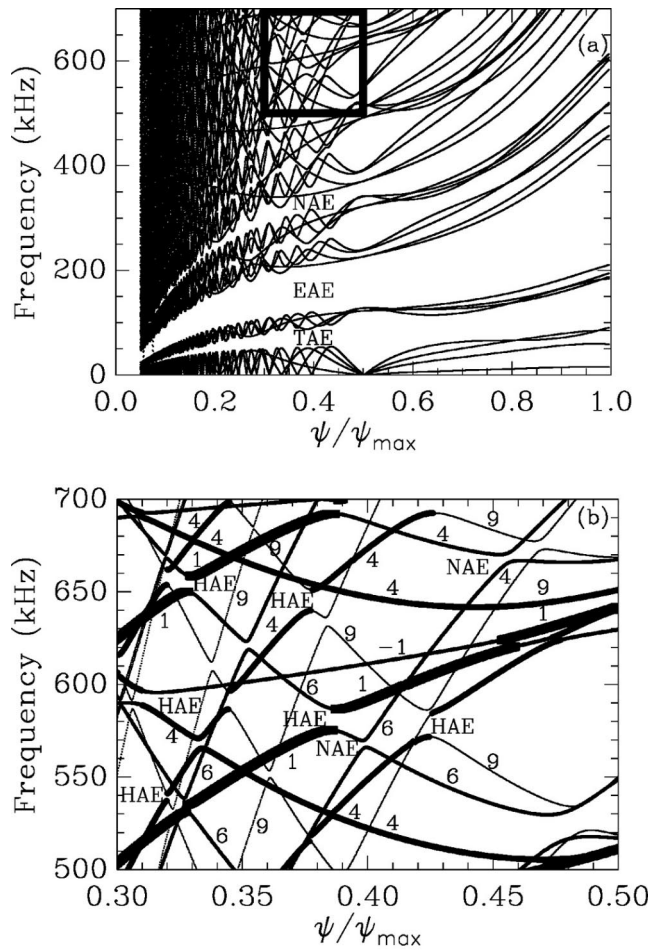 (a)
Frequency (kHz)
600
400
200
0
NAE
EAE
TAE
0.0 0.2 0.4 0.6 0.8 1.0
ψ/ψmax
(b)
Frequency (kHz)
700
650
600
550
500
4 9 4 9
4 1 9 4 NAE 4
HAE HAE 4 9
1 4 9 4 9 1
−1
HAE 6 1
4 HAE NAE 6 HAE
HAE 6 9 1 4 4 6 9
6
0.30 0.35 0.40 0.45 0.50
ψ/ψmax